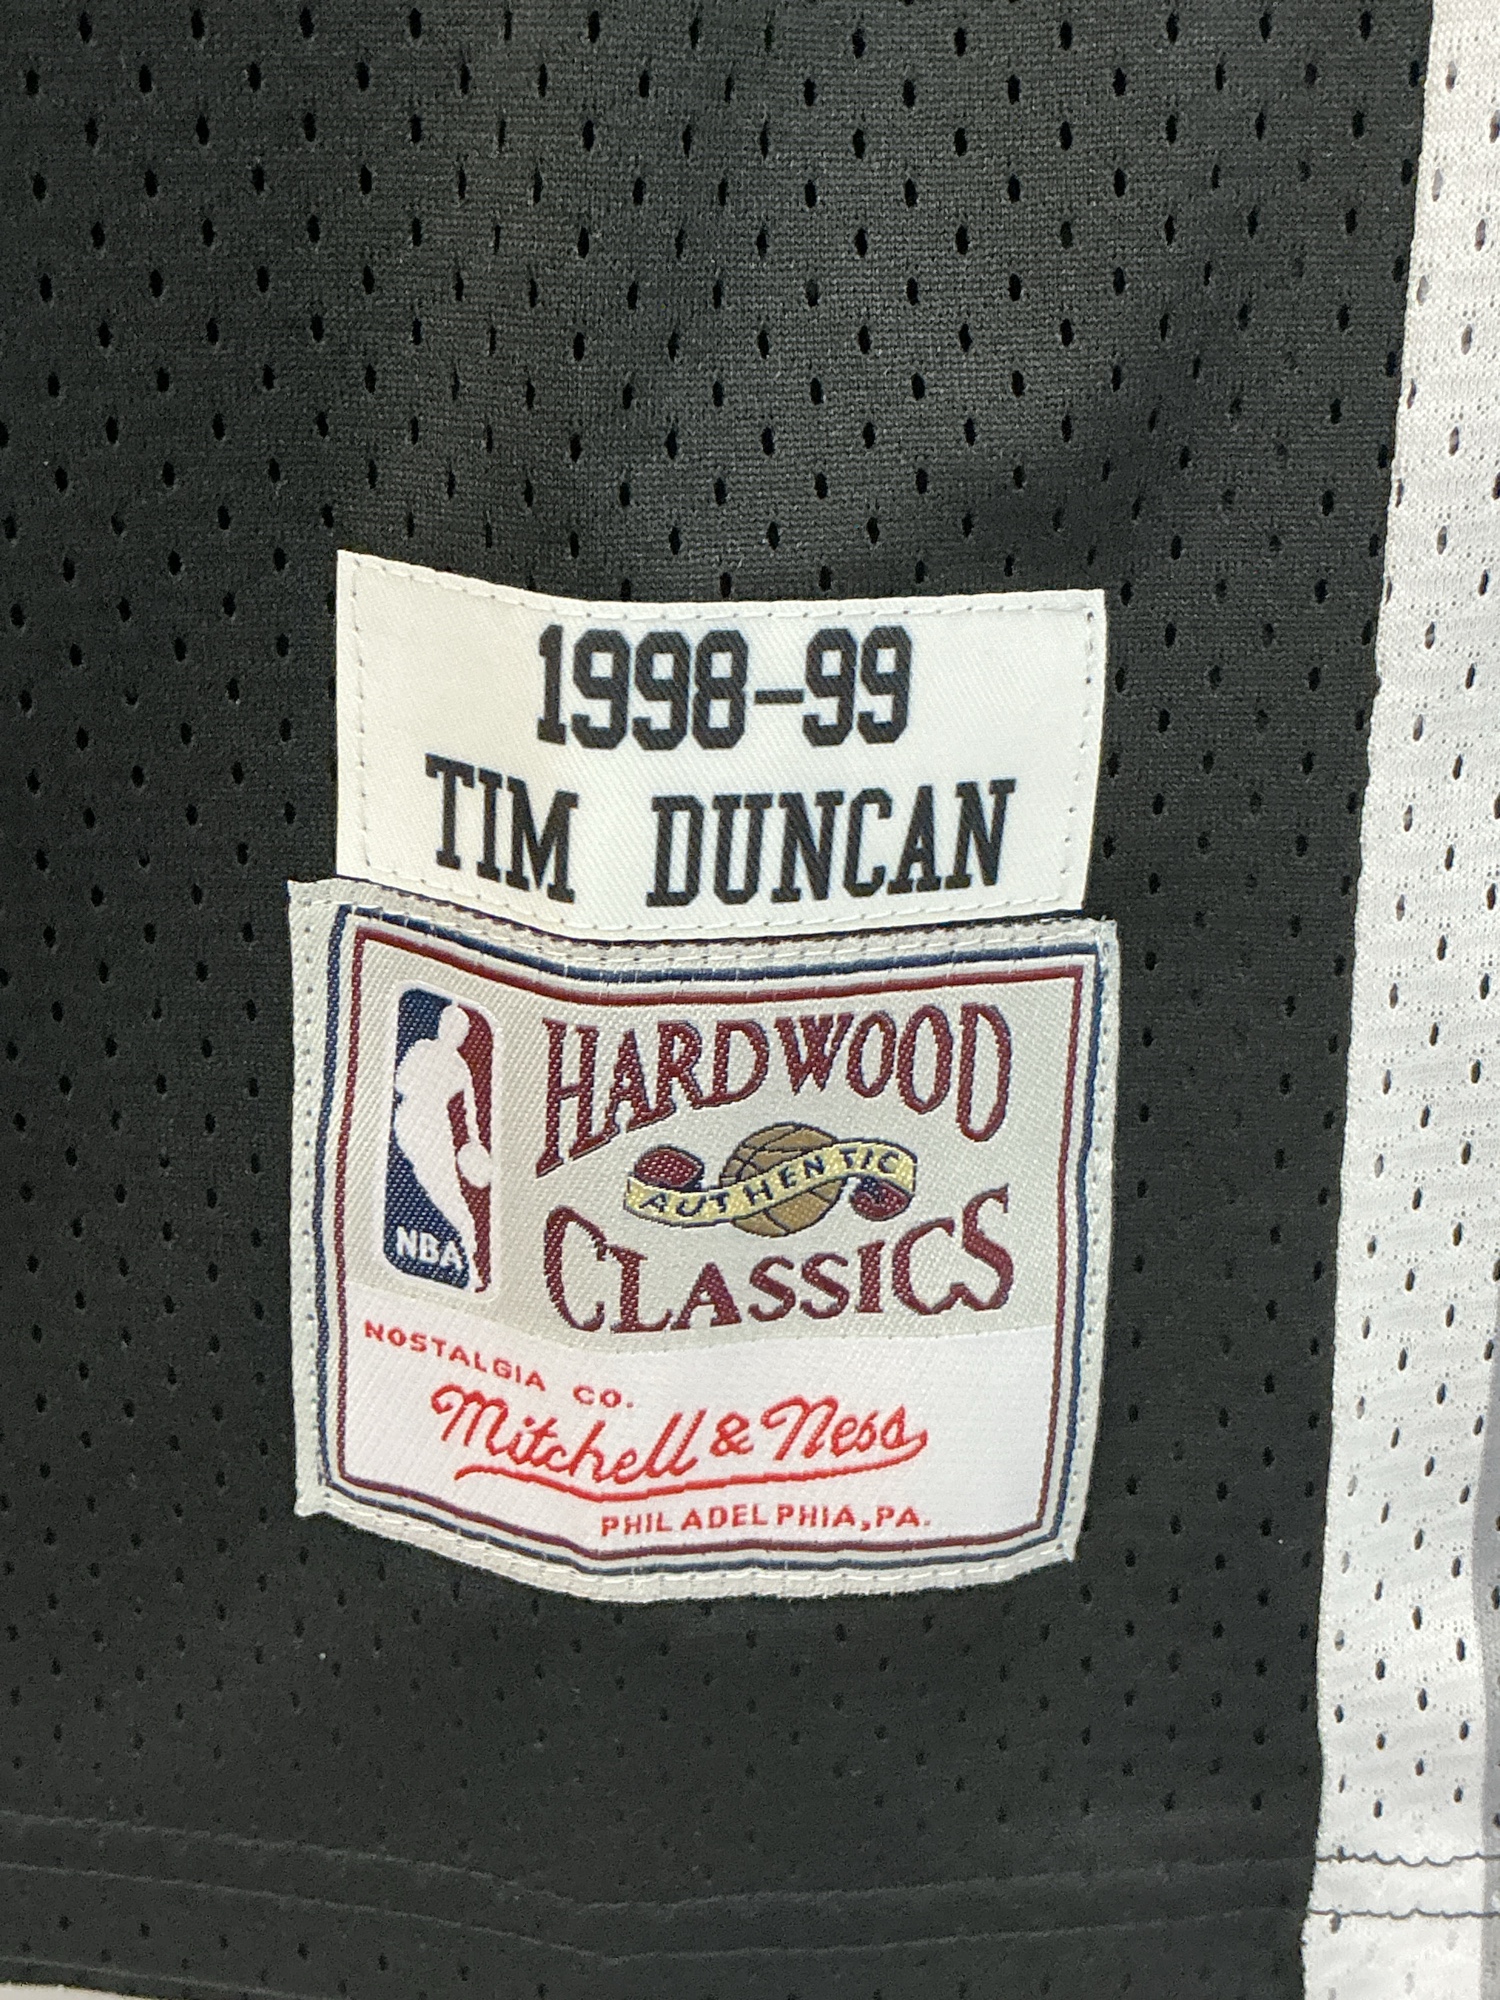 1998-99
TIM DUNCAN
HARDWOOD
AUTHENTIC
CLASSICS
NBA
NOSTALGIA CO.
Mitchell & Ness
PHILADELPHIA, PA.